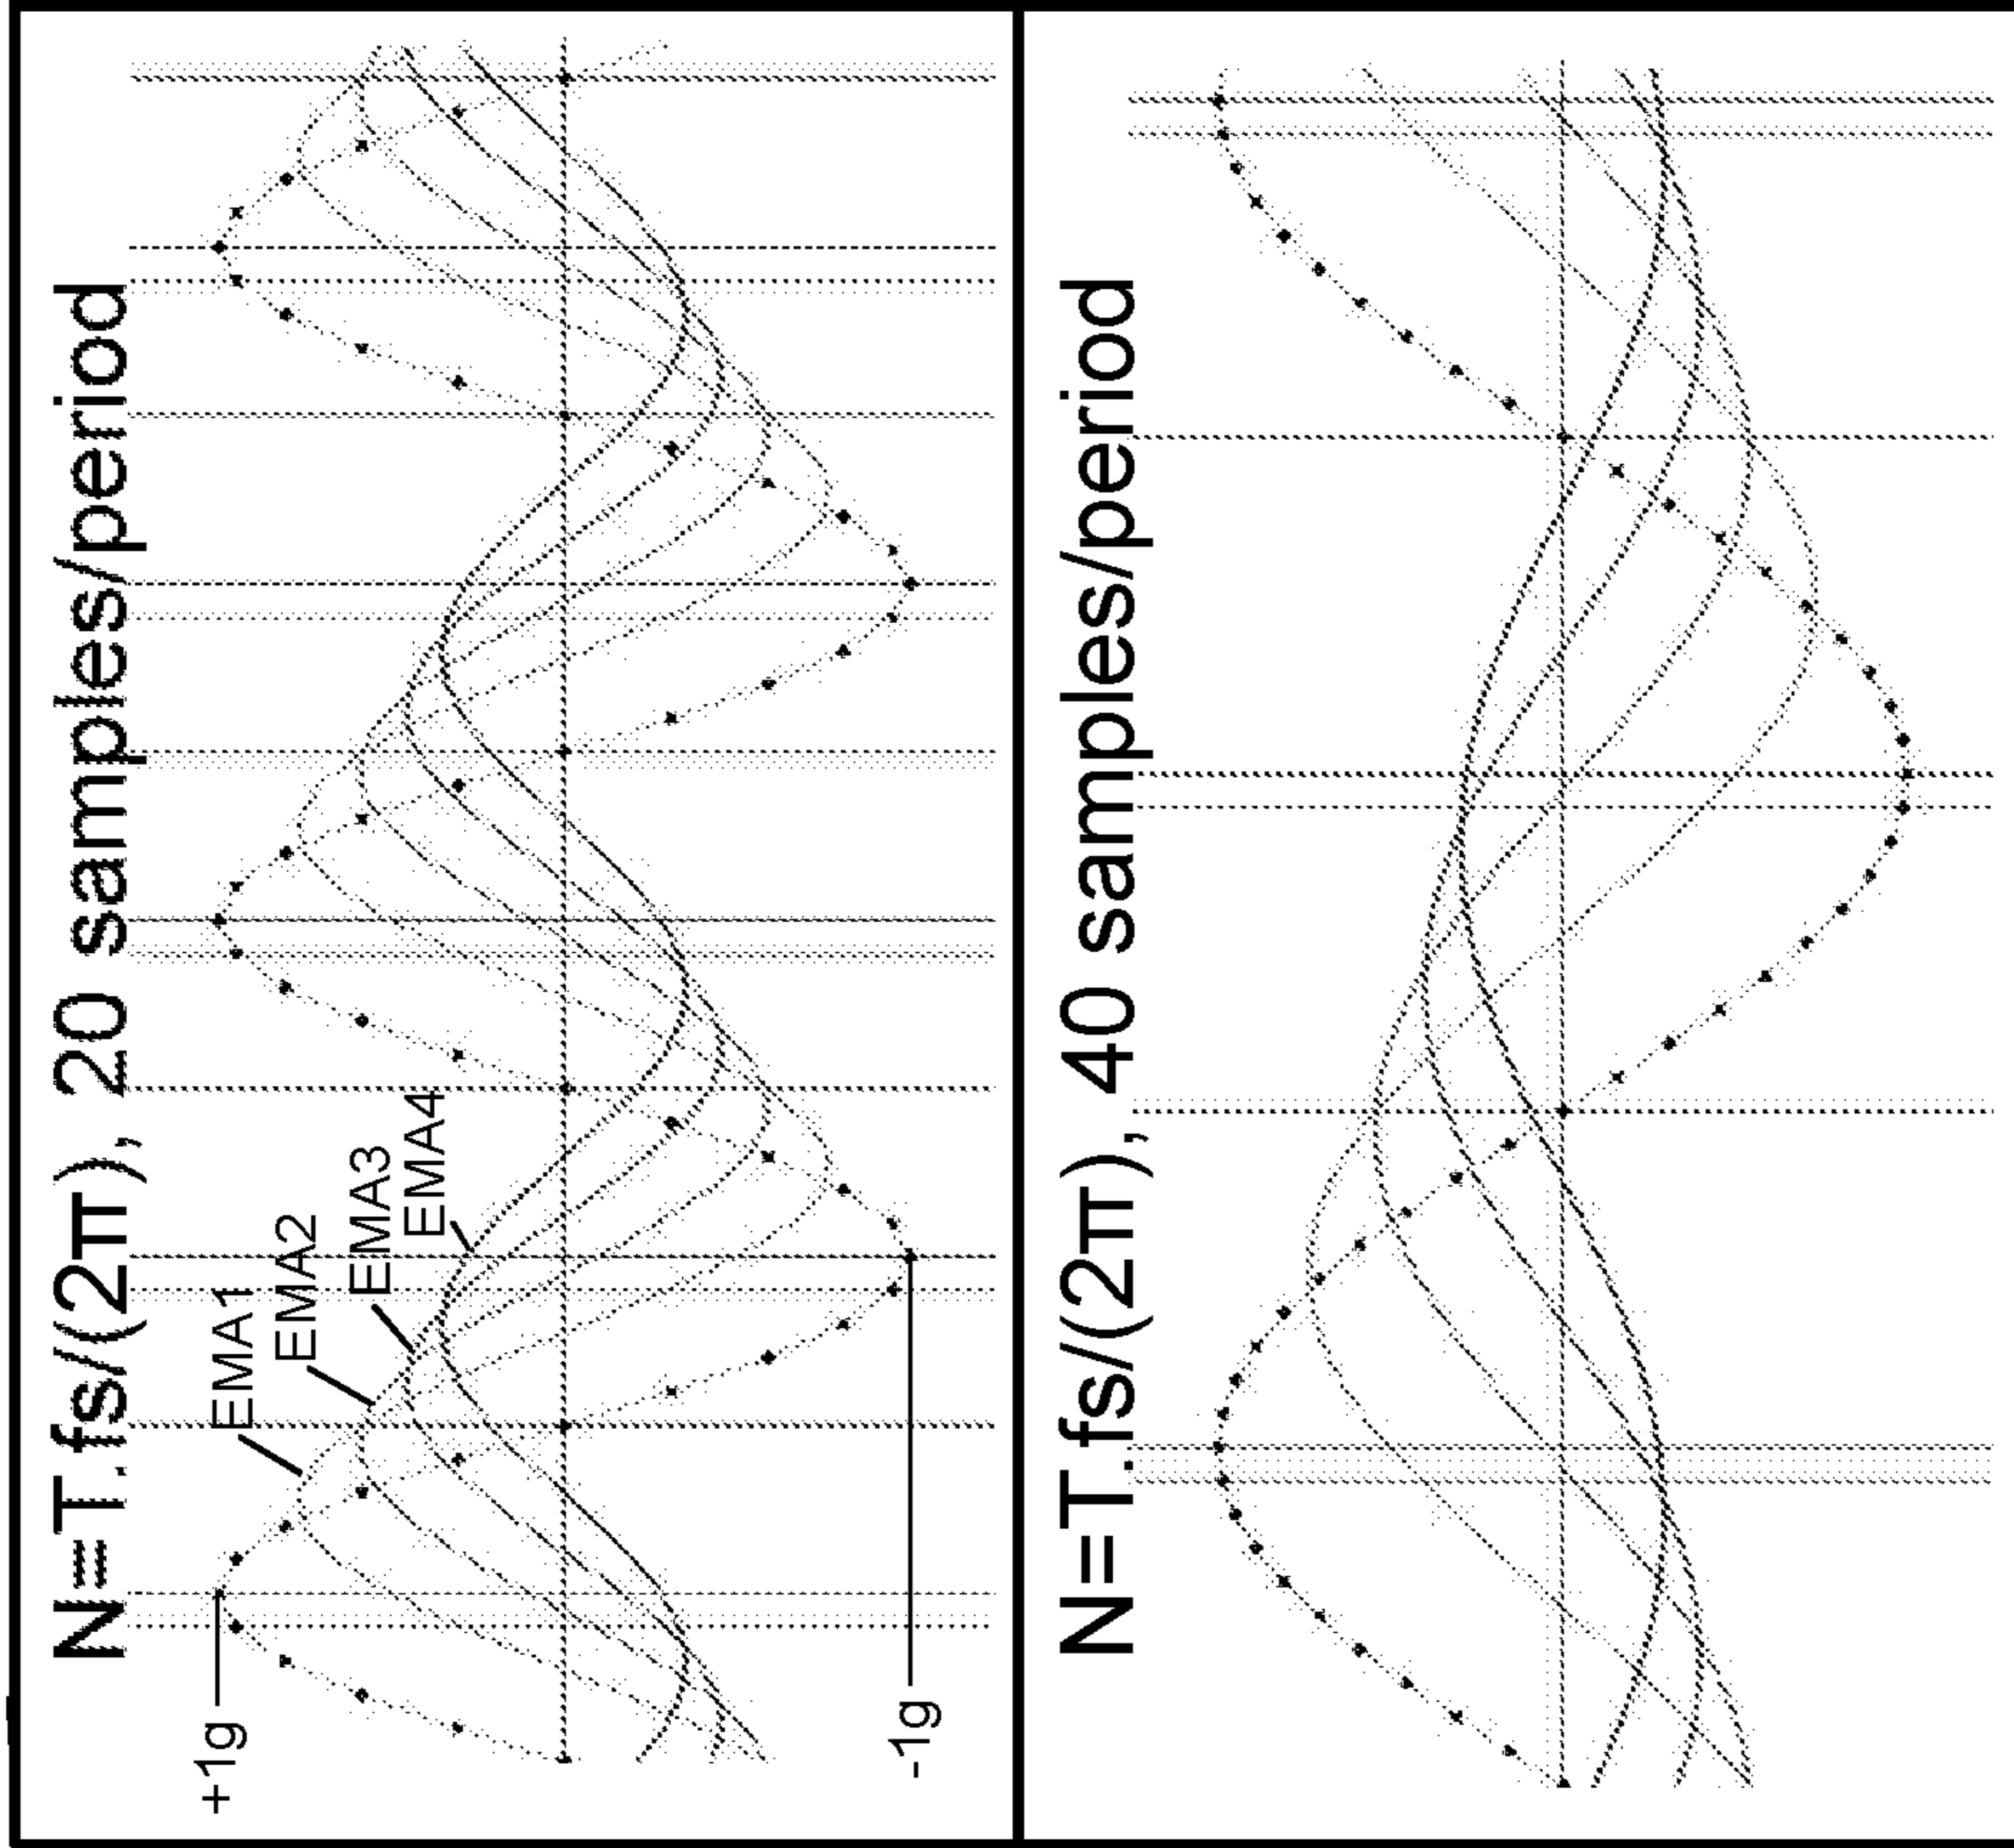 N=T.fs/(2π), 20 samples/period
+1g
EMA1
EMA2
EMA3
EMA4
-1g
N=T.fs/(2π), 40 samples/period